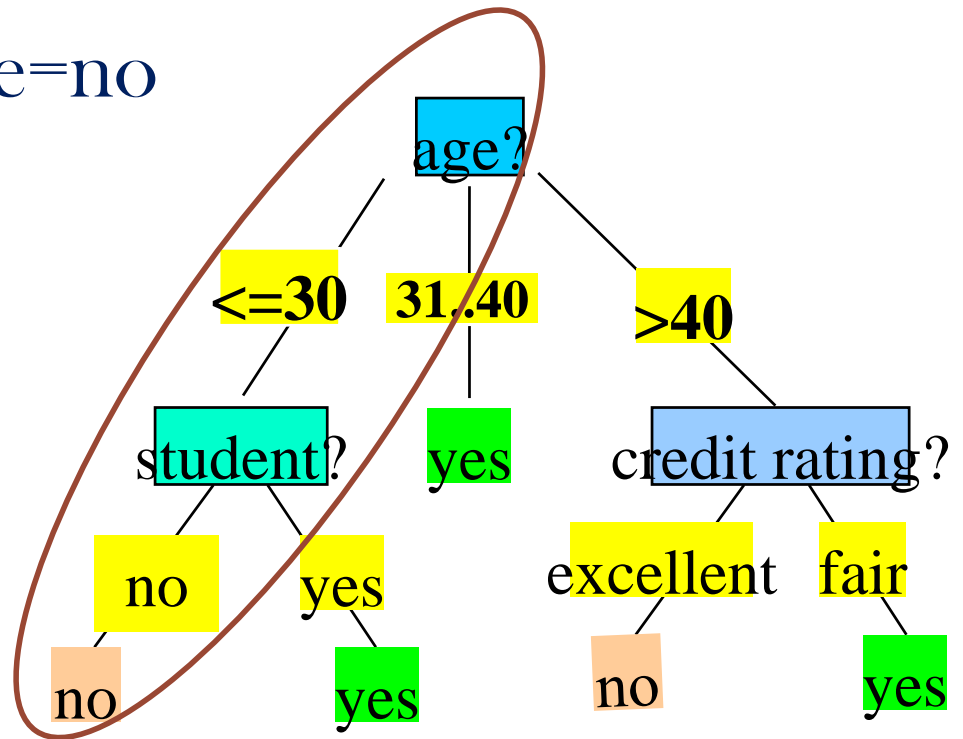 e=no
age?
<=30 31..40 >40
student? yes credit rating?
no yes excellent fair
no yes no yes